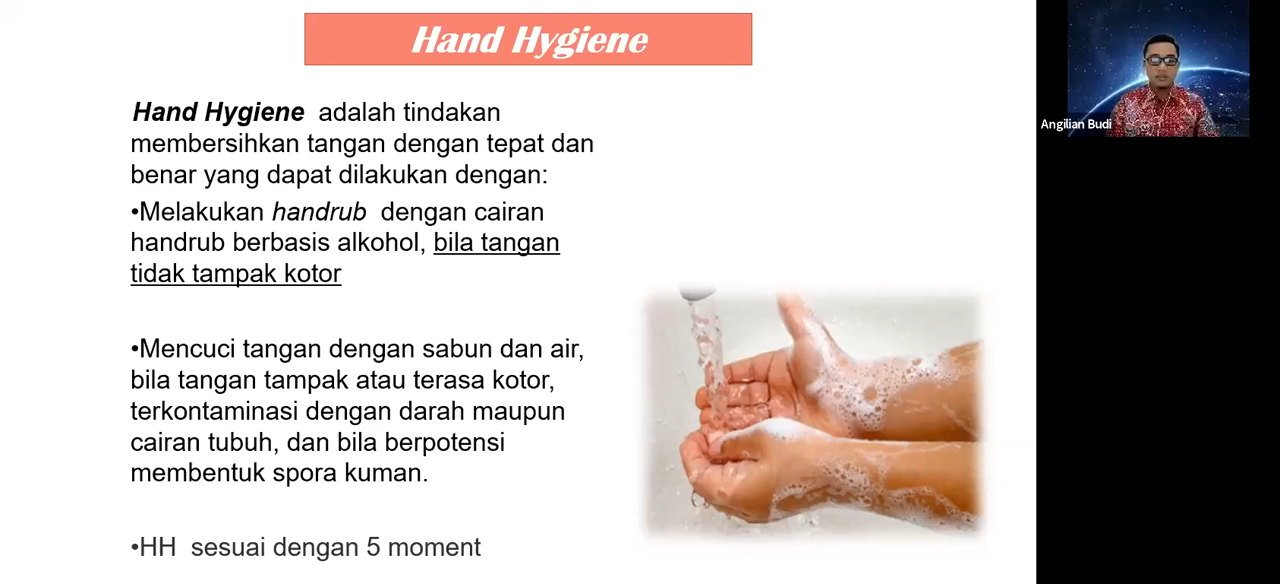 Hand Hygiene
Hand Hygiene adalah tindakan
membersihkan tangan dengan tepat dan
benar yang dapat dilakukan dengan:
•Melakukan handrub dengan cairan
handrub berbasis alkohol, bila tangan
tidak tampak kotor
•Mencuci tangan dengan sabun dan air,
bila tangan tampak atau terasa kotor,
terkontaminasi dengan darah maupun
cairan tubuh, dan bila berpotensi
membentuk spora kuman.
•HH sesuai dengan 5 moment
Angilian Budi